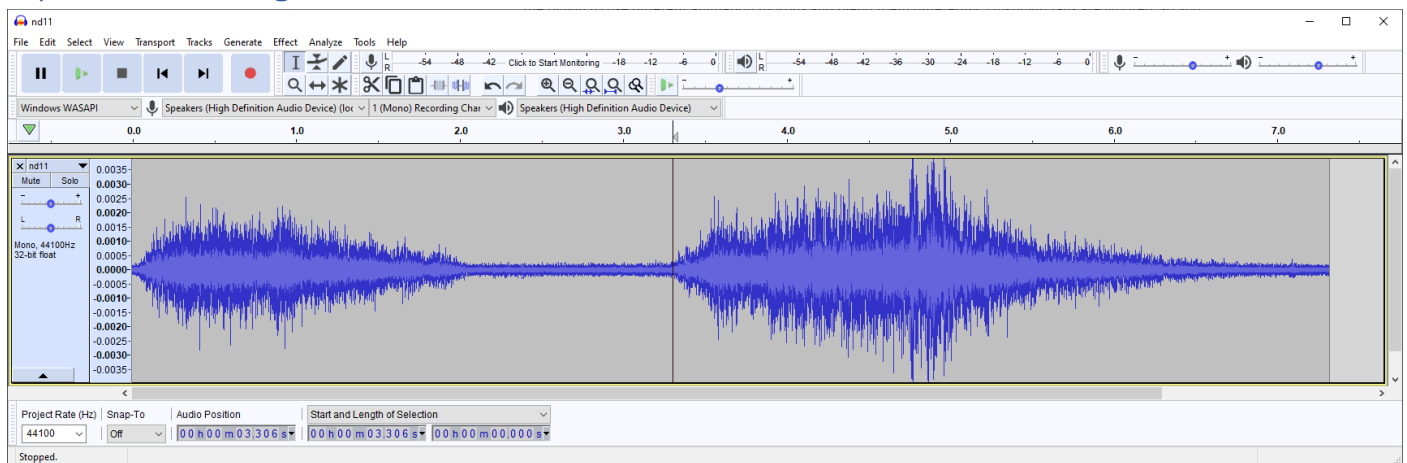 nd11
File Edit Select View Transport Tracks Generate Effect Analyze Tools Help
L R -54 -48 -42 Click to Start Monitoring -18 -12 -6 0 L R -54 -48 -42 -36 -30 -24 -18 -12 -6 0 - + - +
- +
Windows WASAPI Speakers (High Definition Audio Device) (loc 1 (Mono) Recording Char Speakers (High Definition Audio Device)
0.0 1.0 2.0 3.0 4.0 5.0 6.0 7.0
nd11
Mute Solo
- +
L R
Mono, 44100Hz
32-bit float
0.0035
0.0030
0.0025
0.0020
0.0015
0.0010
0.0005
0.0000
-0.0005
-0.0010
-0.0015
-0.0020
-0.0025
-0.0030
-0.0035
Project Rate (Hz) Snap-To Audio Position Start and Length of Selection
44100 Off 00 h 00 m 03.306 s 00 h 00 m 03.306 s 00 h 00 m 00.000 s
Stopped.